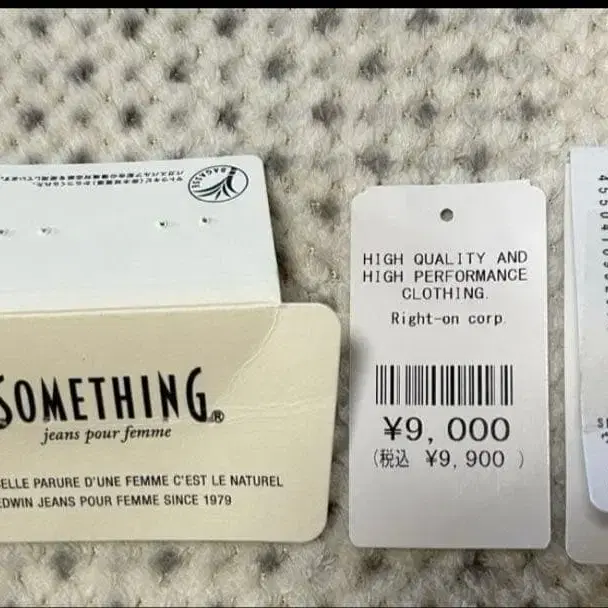 BAGASSE
SOMETHING®
jeans pour femme
BELLE PARURE D'UNE FEMME C'EST LE NATUREL
EDWIN JEANS POUR FEMME SINCE 1979
HIGH QUALITY AND
HIGH PERFORMANCE
CLOTHING.
Right-on corp.
¥9,000
(税込 ¥9,900 )